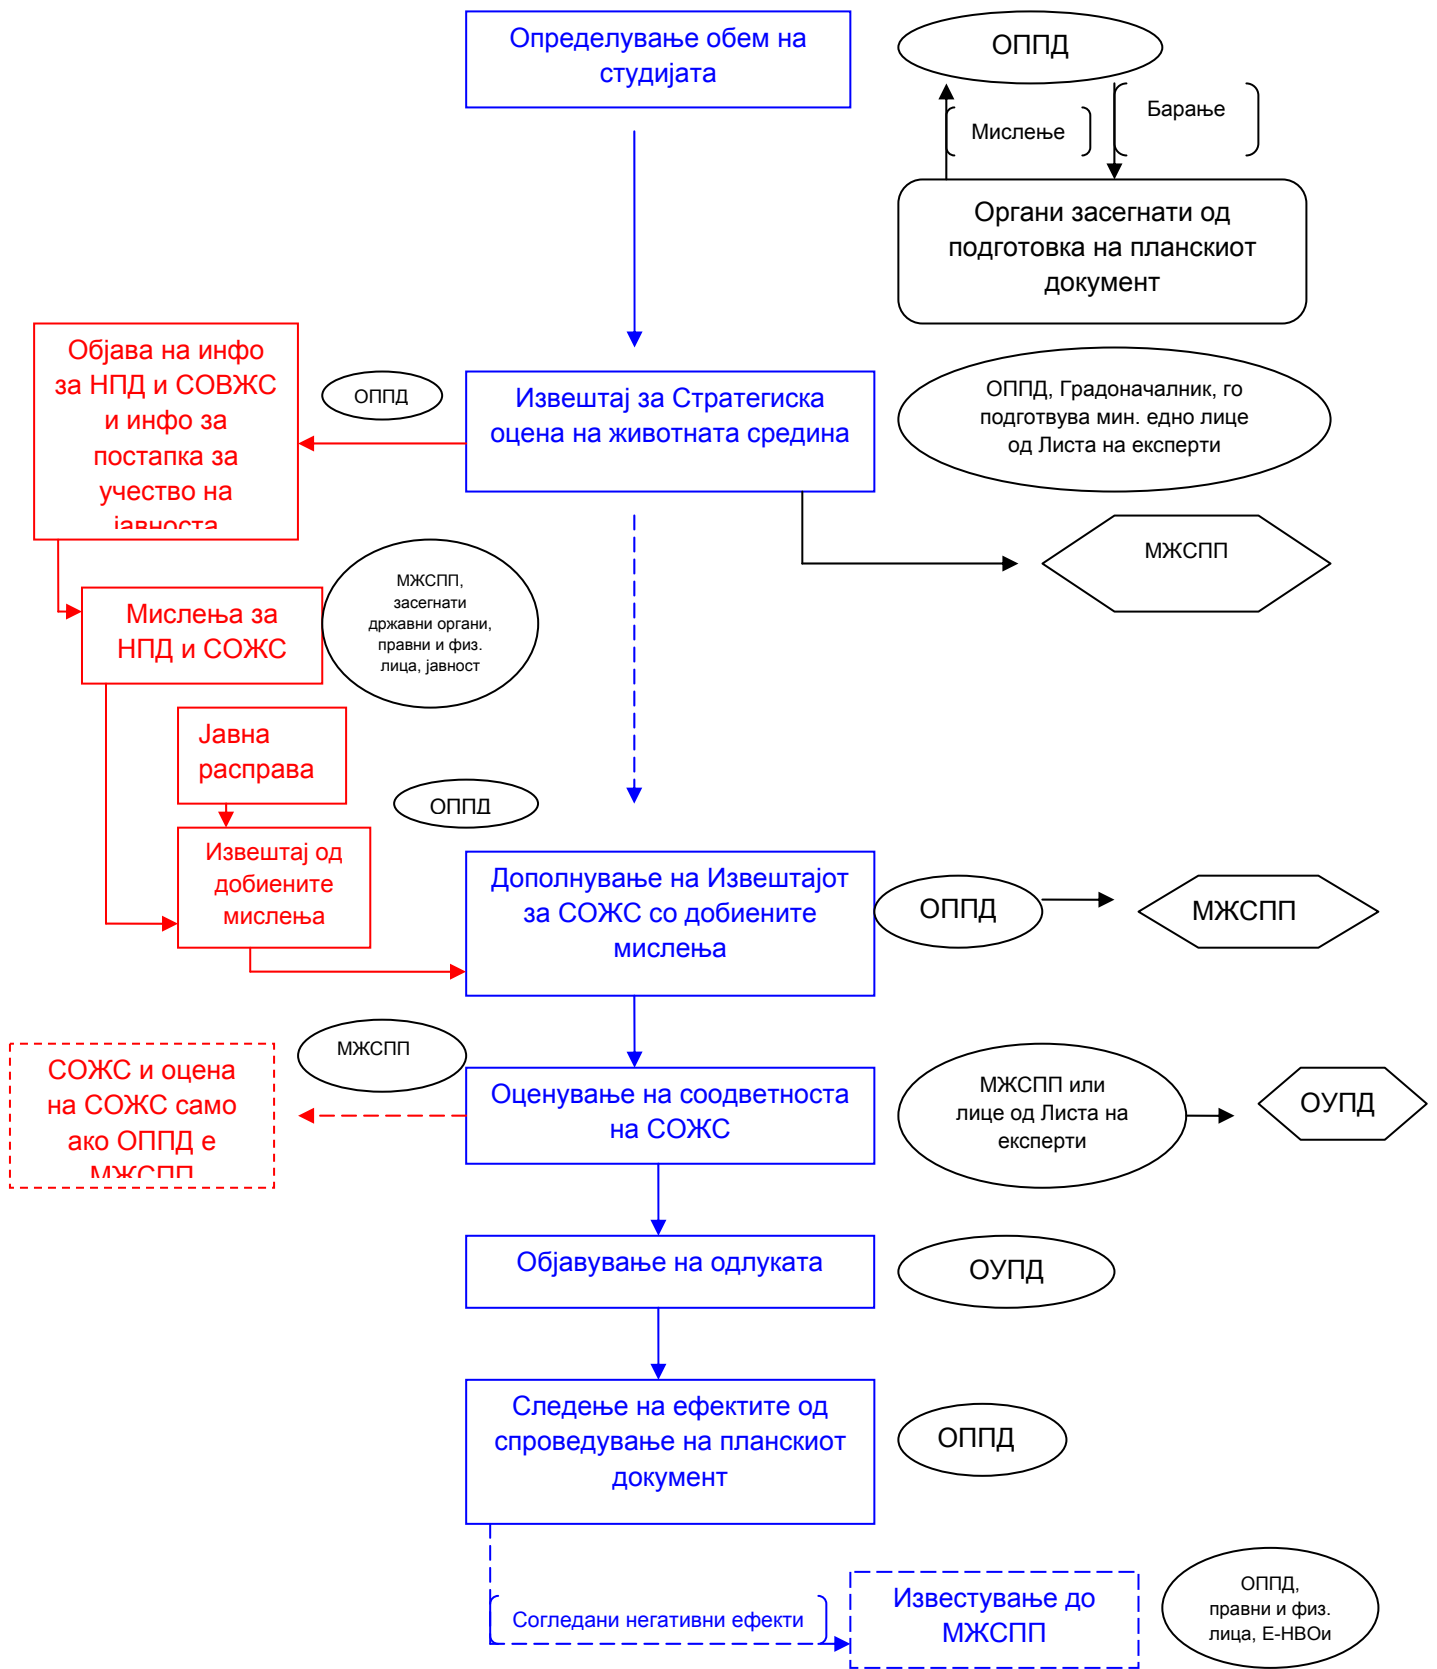 Определување обем на
студијата
ОППД
Мислење
Барање
Органи засегнати од
подготовка на планскиот
документ
Објава на инфо
за НПД и СОВЖС
и инфо за
постапка за
учество на
јавноста
ОППД
Извештај за Стратегиска
оцена на животната средина
ОППД, Градоначалник, го
подготвува мин. едно лице
од Листа на експерти
МЖСПП
Мислења за
НПД и СОЖС
МЖСПП,
засегнати
државни органи,
правни и физ.
лица, јавност
Јавна
расправа
ОППД
Извештај од
добиените
мислења
Дополнување на Извештајот
за СОЖС со добиените
мислења
ОППД
МЖСПП
СОЖС и оцена
на СОЖС само
ако ОППД е
МЖСПП
МЖСПП
Оценување на соодветноста
на СОЖС
МЖСПП или
лице од Листа на
експерти
ОУПД
Објавување на одлуката
ОУПД
Следење на ефектите од
спроведување на планскиот
документ
ОППД
Согледани негативни ефекти
Известување до
МЖСПП
ОППД,
правни и физ.
лица, Е-НВОи